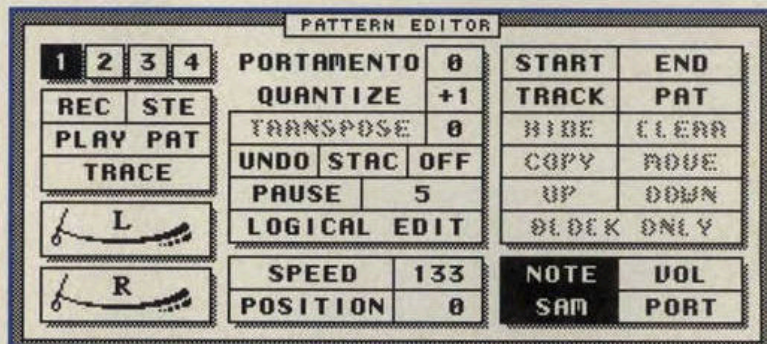 PATTERN EDITOR
1 2 3 4
REC STE
PLAY PAT
TRACE
L
R
PORTAMENTO 0
QUANTIZE +1
TRANSPOSE 0
UNDO STAC OFF
PAUSE 5
LOGICAL EDIT
SPEED 133
POSITION 0
START END
TRACK PAT
HIDE CLEAR
COPY MOVE
UP DOWN
BLOCK ONLY
NOTE VOL
SAM PORT